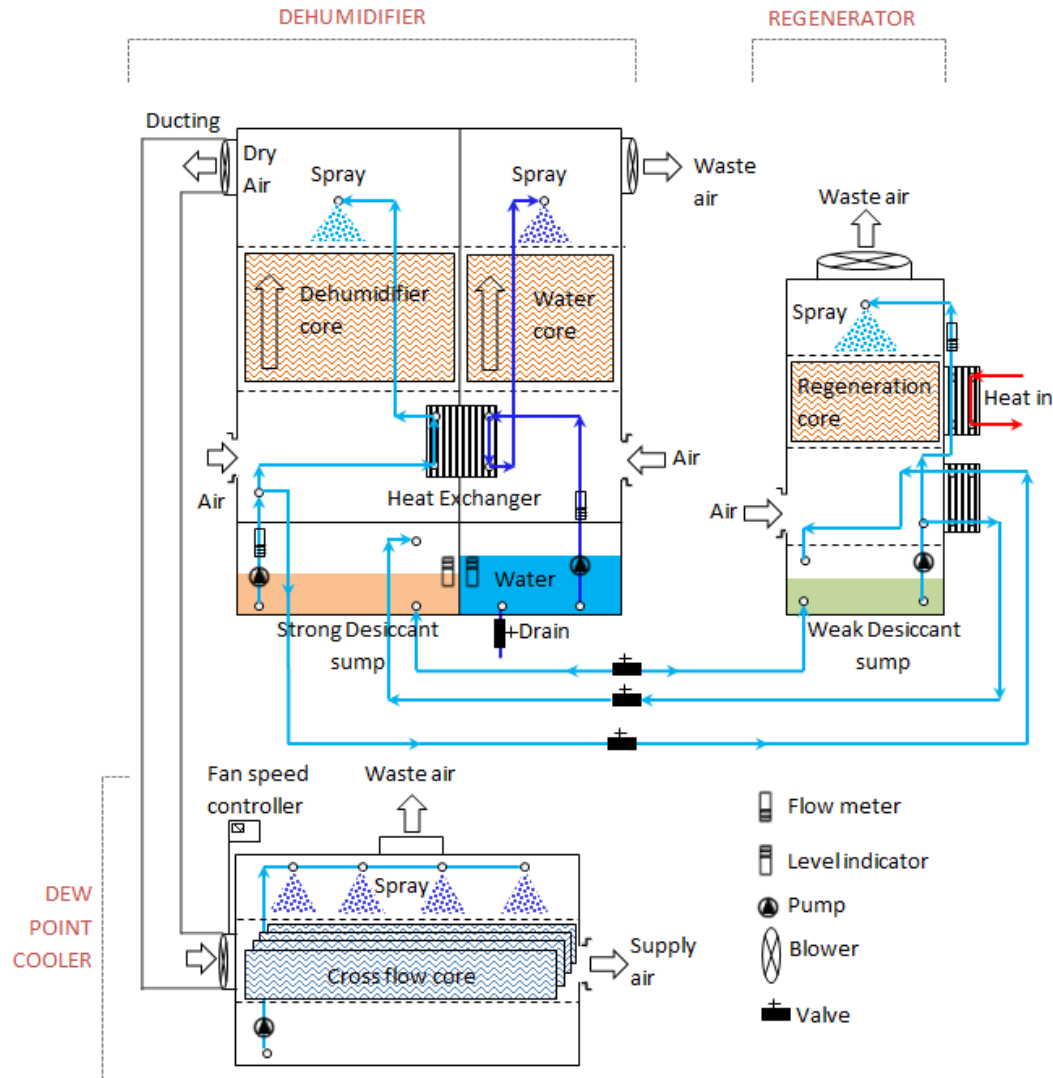 DEHUMIDIFIER
REGENERATOR
Ducting
Dry
Air
Spray
Spray
Waste
air
Waste air
Spray
Dehumidifier
core
Water
core
Regeneration
core
Heat in
Air
Heat Exchanger
Air
Air
Water
Strong Desiccant
sump
Drain
Weak Desiccant
sump
Fan speed
controller
Waste air
Flow meter
Level indicator
Pump
Blower
Valve
DEW
POINT
COOLER
Spray
Cross flow core
Supply
air